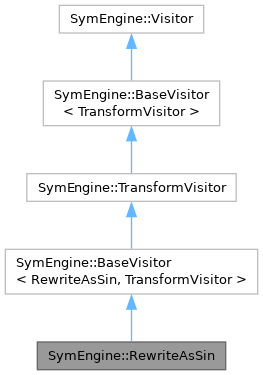 SymEngine::Visitor
SymEngine::BaseVisitor
< TransformVisitor >
SymEngine::TransformVisitor
SymEngine::BaseVisitor
< RewriteAsSin, TransformVisitor >
SymEngine::RewriteAsSin